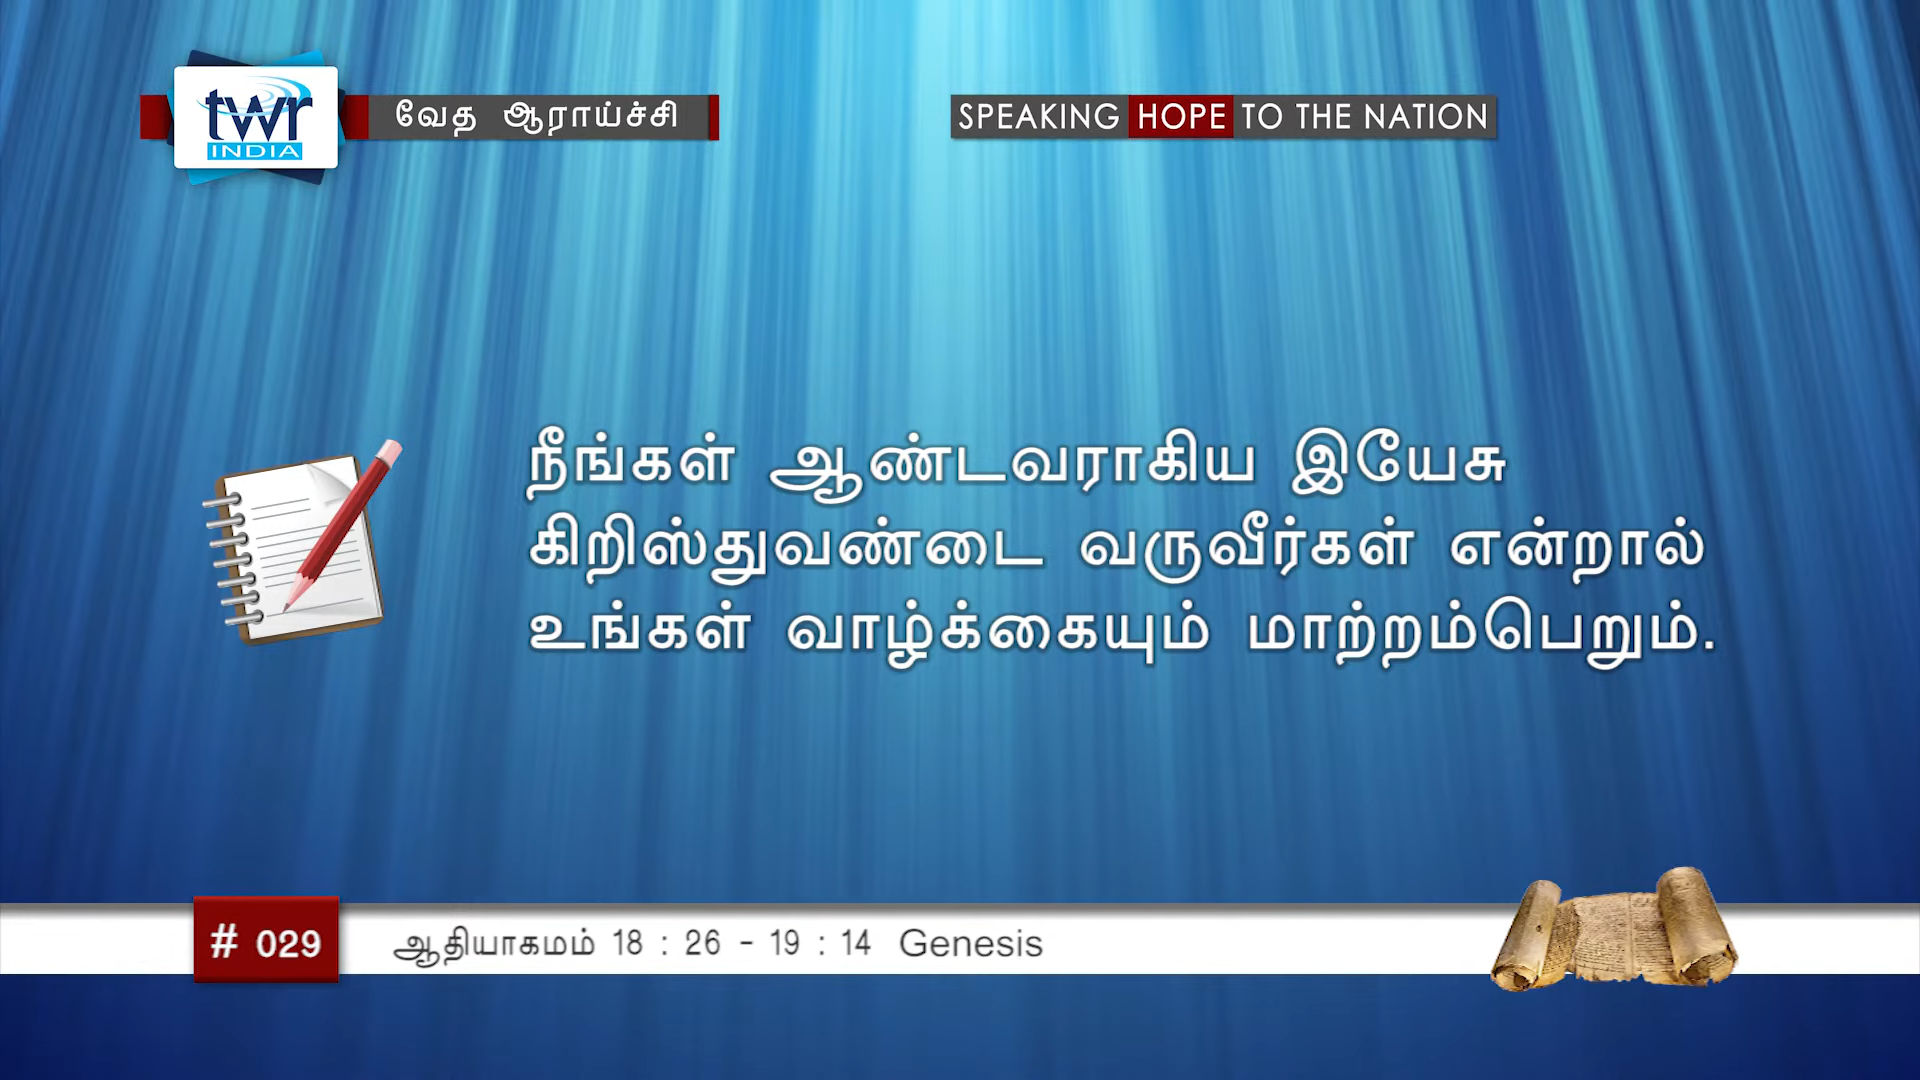 twr
INDIA
வேத ஆராய்ச்சி
SPEAKING HOPE TO THE NATION
நீங்கள் ஆண்டவராகிய இயேசு
கிறிஸ்துவண்டை வருவீர்கள் என்றால்
உங்கள் வாழ்க்கையும் மாற்றம்பெறும்.
# 029
ஆதியாகமம் 18 : 26 - 19 : 14 Genesis